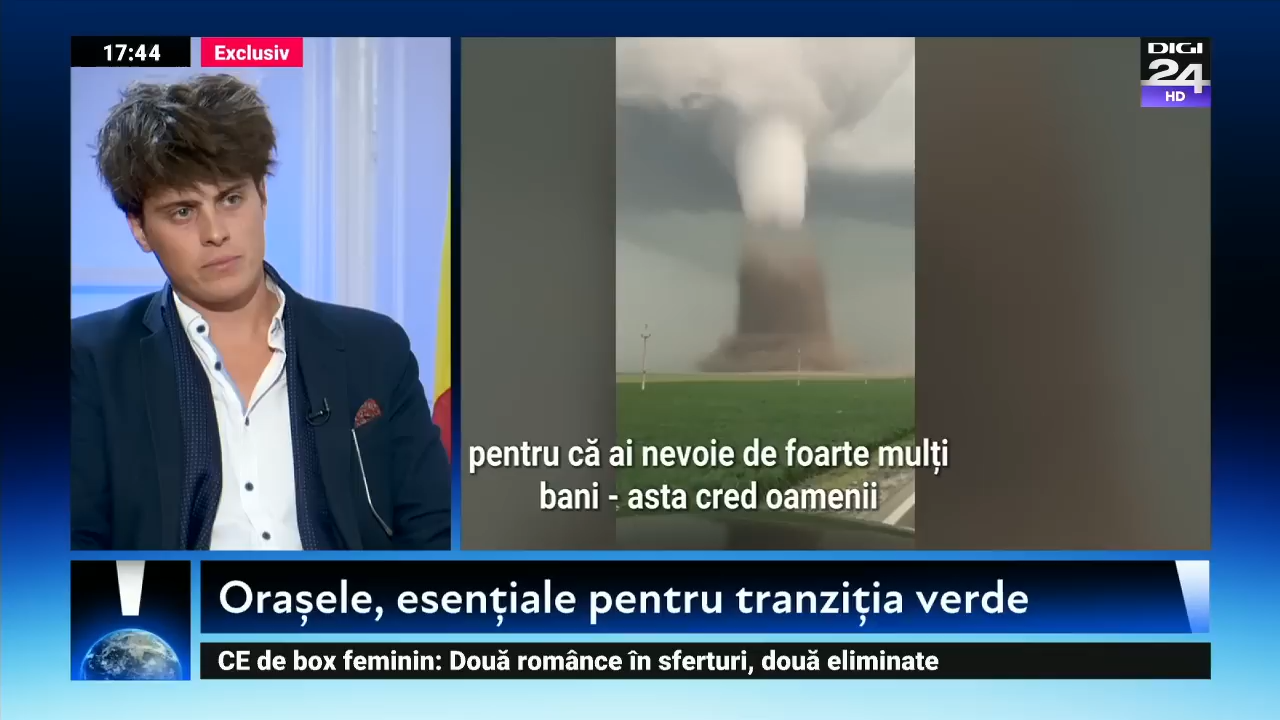 17:44
Exclusiv
DIGI
24
HD
pentru că ai nevoie de foarte mulți
bani - asta cred oamenii
Orașele, esențiale pentru tranziția verde
CE de box feminin: Două românce în sferturi, două eliminate